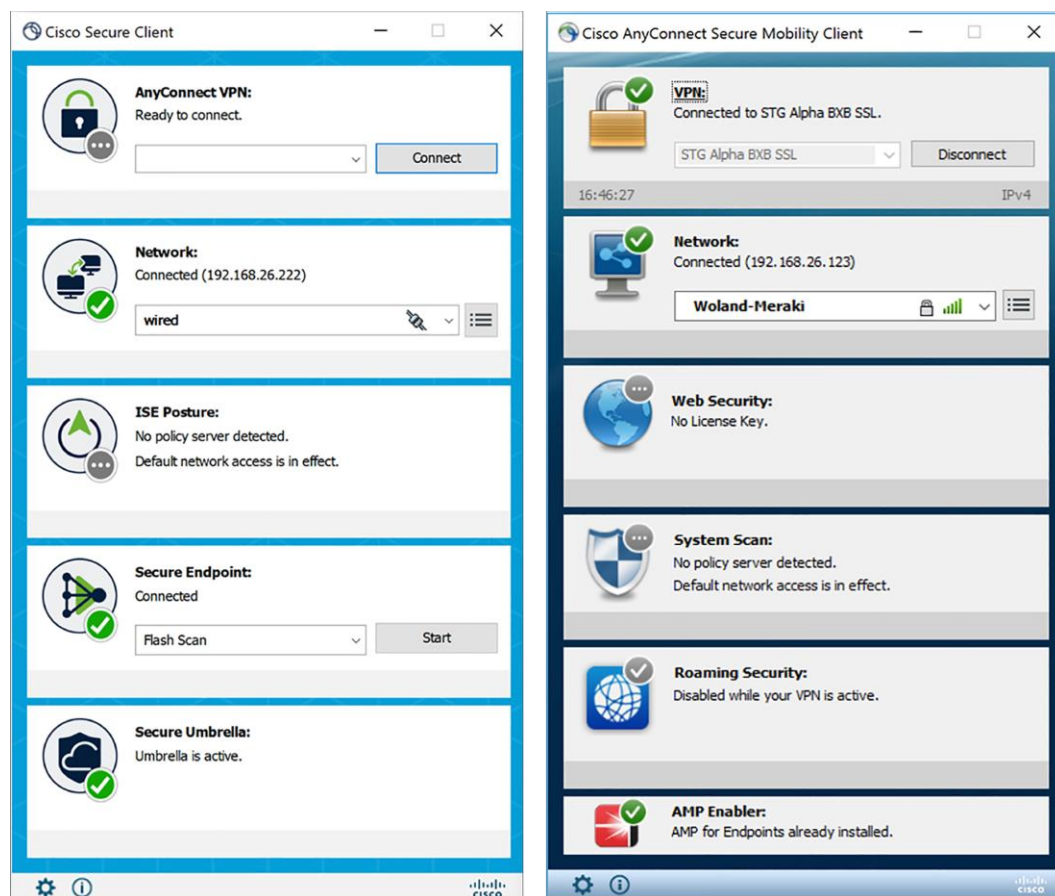 Cisco Secure Client
AnyConnect VPN:
Ready to connect.
Connect
Network:
Connected (192.168.26.222)
wired
ISE Posture:
No policy server detected.
Default network access is in effect.
Secure Endpoint:
Connected
Flash Scan
Start
Secure Umbrella:
Umbrella is active.
cisco
Cisco AnyConnect Secure Mobility Client
VPN:
Connected to STG Alpha BXB SSL.
STG Alpha BXB SSL
Disconnect
16:46:27
IPv4
Network:
Connected (192.168.26.123)
Woland-Meraki
Web Security:
No License Key.
System Scan:
No policy server detected.
Default network access is in effect.
Roaming Security:
Disabled while your VPN is active.
AMP Enabler:
AMP for Endpoints already installed.
cisco